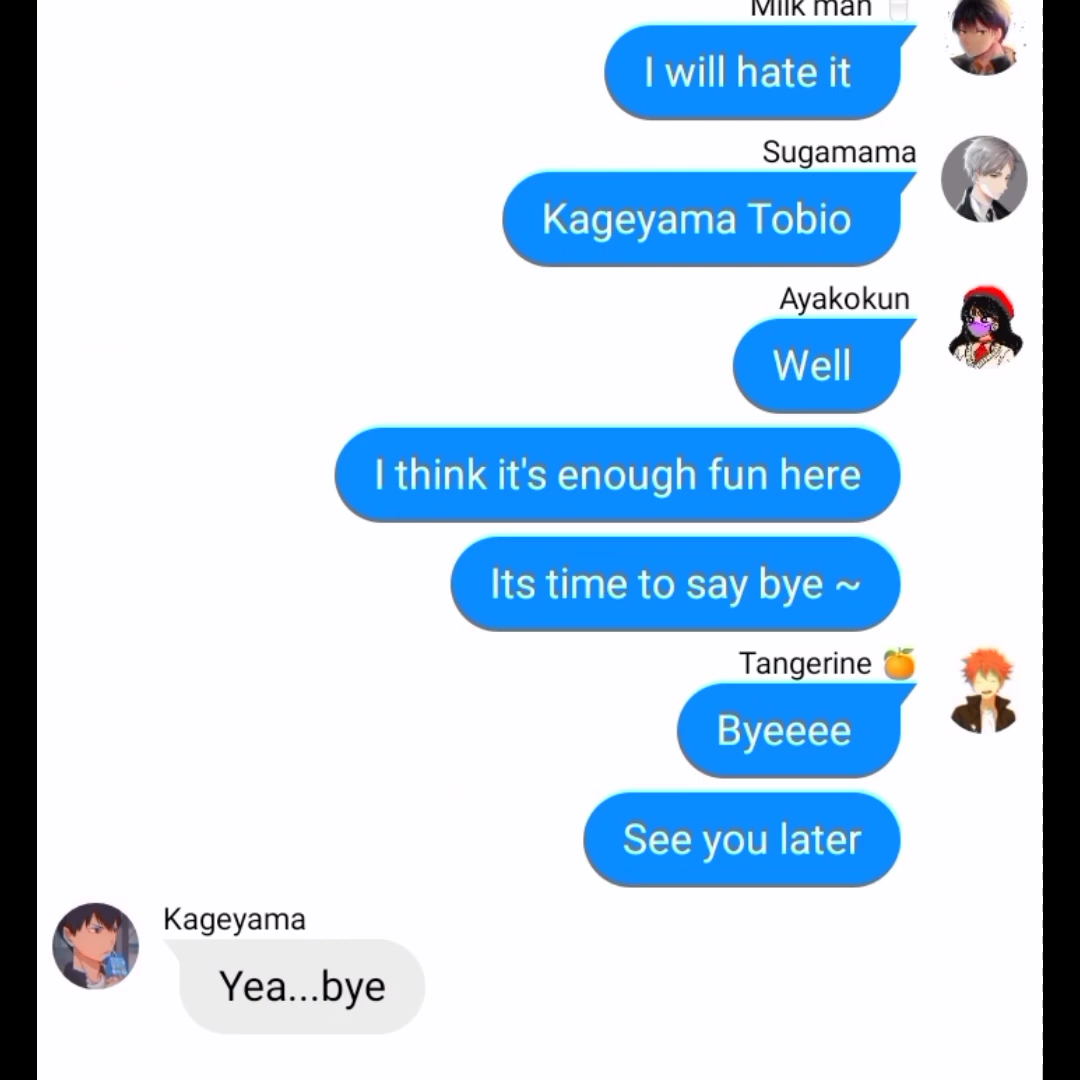 Milk man 🥛
I will hate it
Sugamama
Kageyama Tobio
Ayakokun
Well
I think it's enough fun here
Its time to say bye ~
Tangerine 🍊
Byeeee
See you later
Kageyama
Yea...bye